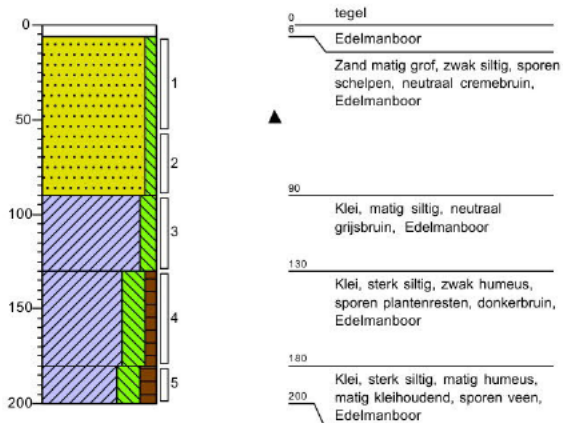 0
50
100
150
200
1
2
3
4
5
0
tegel
6
Edelmanboor
Zand matig grof, zwak siltig, sporen
schelpen, neutraal cremebruin,
Edelmanboor
90
Klei, matig siltig, neutraal
grijsbruin, Edelmanboor
130
Klei, sterk siltig, zwak humeus,
sporen plantenresten, donkerbruin,
Edelmanboor
180
Klei, sterk siltig, matig humeus,
matig kleihoudend, sporen veen,
Edelmanboor
200